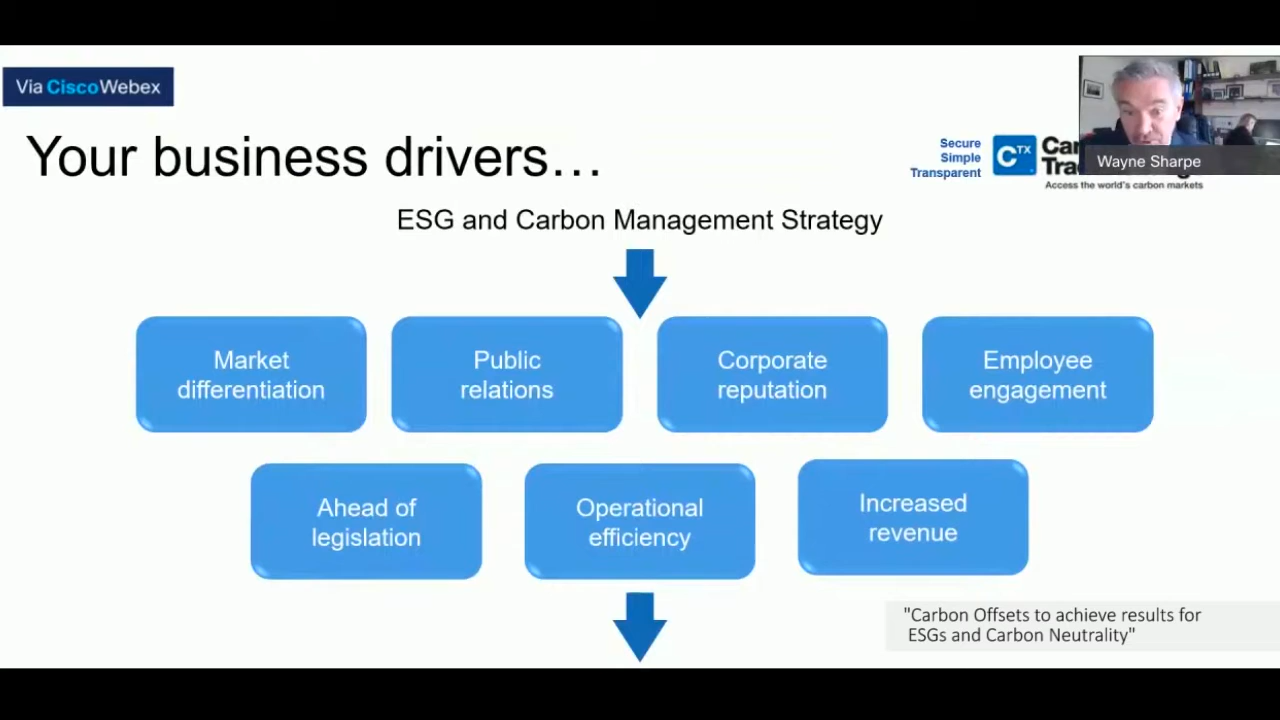 Via CiscoWebex
Your business drivers…
Secure
Simple
Transparent
CTX
Wayne Sharpe
Access the world's carbon markets
ESG and Carbon Management Strategy
Market
differentiation
Public
relations
Corporate
reputation
Employee
engagement
Ahead of
legislation
Operational
efficiency
Increased
revenue
"Carbon Offsets to achieve results for
ESGs and Carbon Neutrality"